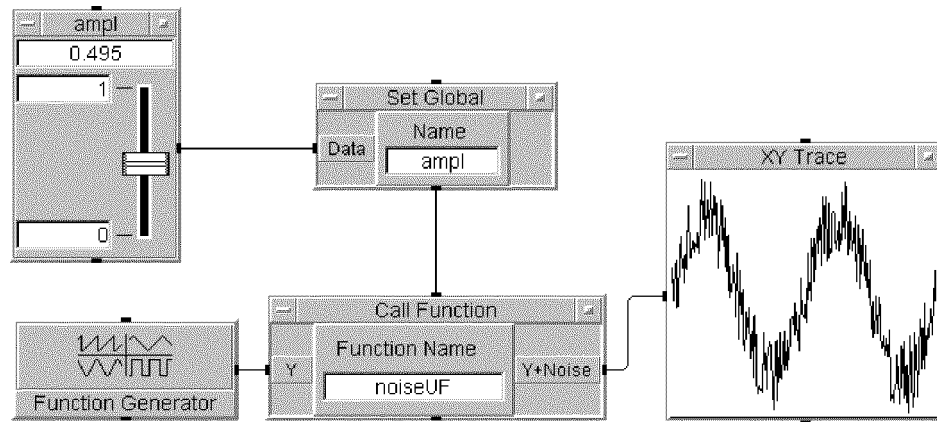 ampl
0.495
1
0
Set Global
Data
Name
ampl
Function Generator
Call Function
Y
Function Name
noiseUF
Y+Noise
XY Trace